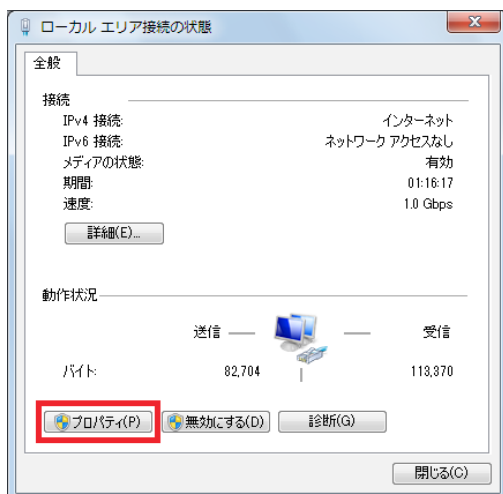 ローカル エリア接続の状態
全般
接続
IPv4 接続: インターネット
IPv6 接続: ネットワーク アクセスなし
メディアの状態: 有効
期間: 01:16:17
速度: 1.0 Gbps
詳細(E)...
動作状況
送信 — — 受信
バイト: 82,704 113,370
プロパティ(P) 無効にする(D) 診断(G)
閉じる(C)